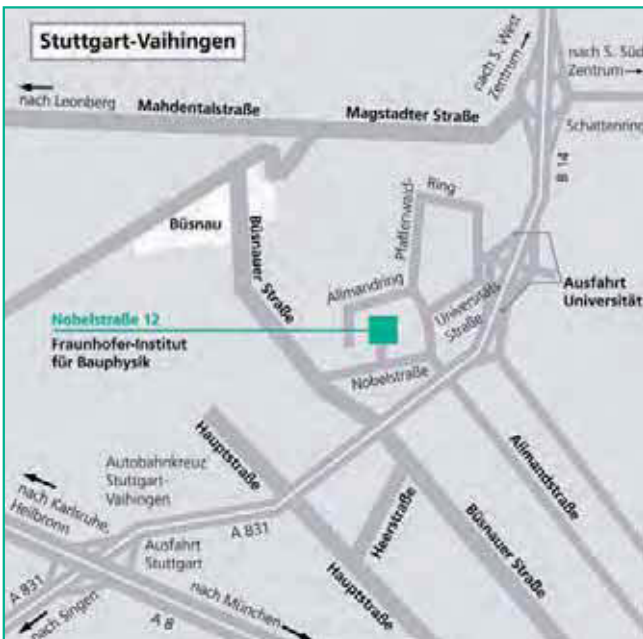 Stuttgart-Vaihingen
nach S. West
Zentrum
nach S. Süd
Zentrum
nach Leonberg
Mahdentalstraße
Magstadter Straße
Schattenring
B 14
Ring
Pfaffenwald-
Büsnau
Büsnauer Straße
Allmandring
Universitäts
Straße
Ausfahrt
Universität
Nobelstraße 12
Fraunhofer-Institut
für Bauphysik
Nobelstraße
Hauptstraße
Allmandstraße
Autobahnkreuz
Stuttgart-
Vaihingen
nach Karlsruhe,
Heilbronn
Heerstraße
Büsnauer Straße
A 831
Ausfahrt
Stuttgart
Hauptstraße
A 831
nach Singen
nach München
A 8